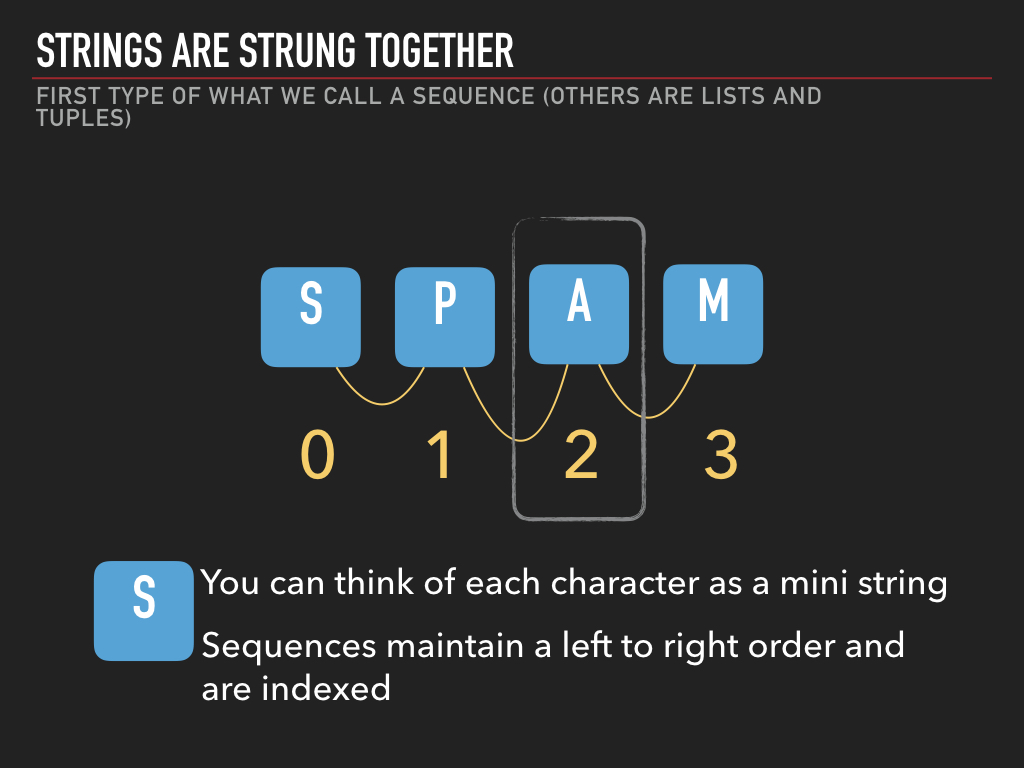 STRINGS ARE STRUNG TOGETHER
FIRST TYPE OF WHAT WE CALL A SEQUENCE (OTHERS ARE LISTS AND
TUPLES)
S P A M
0 1 2 3
S
You can think of each character as a mini string
Sequences maintain a left to right order and
are indexed